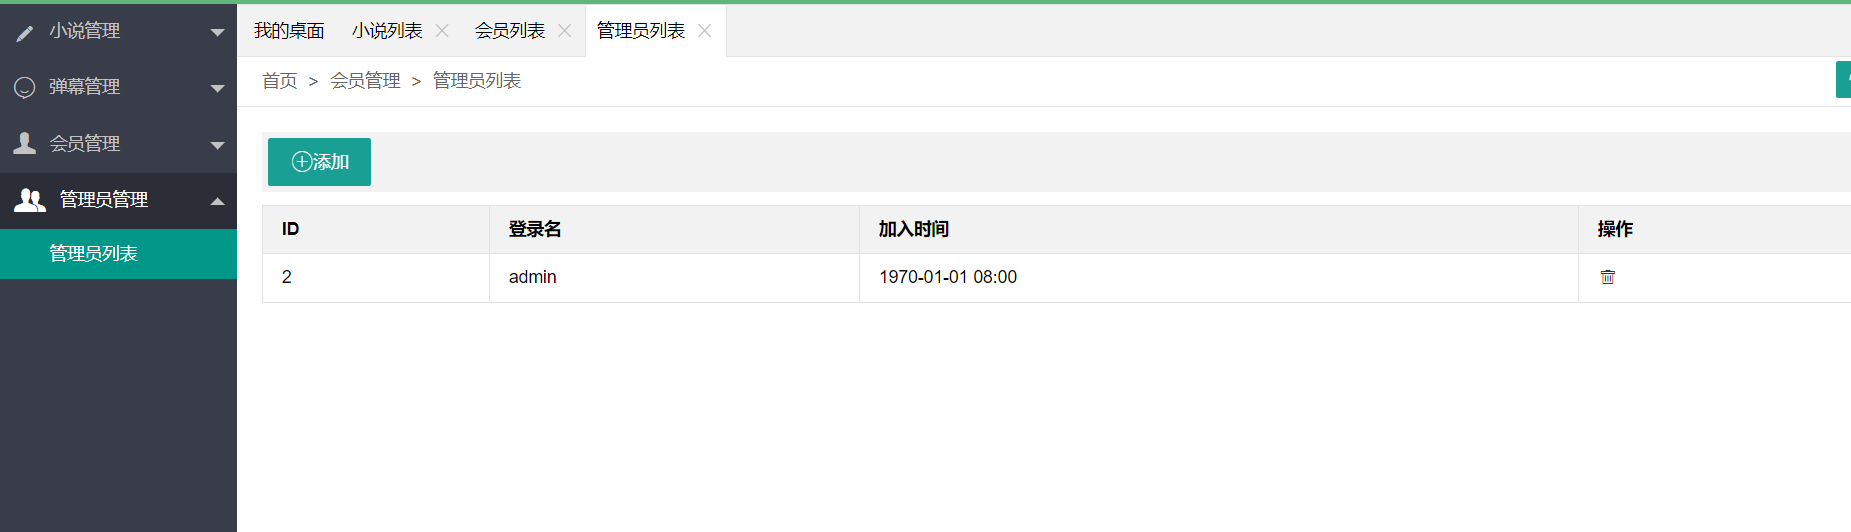 小说管理
弹幕管理
会员管理
管理员管理
管理员列表
我的桌面 小说列表 会员列表 管理员列表
首页 > 会员管理 > 管理员列表
添加
ID 登录名 加入时间 操作
2 admin 1970-01-01 08:00